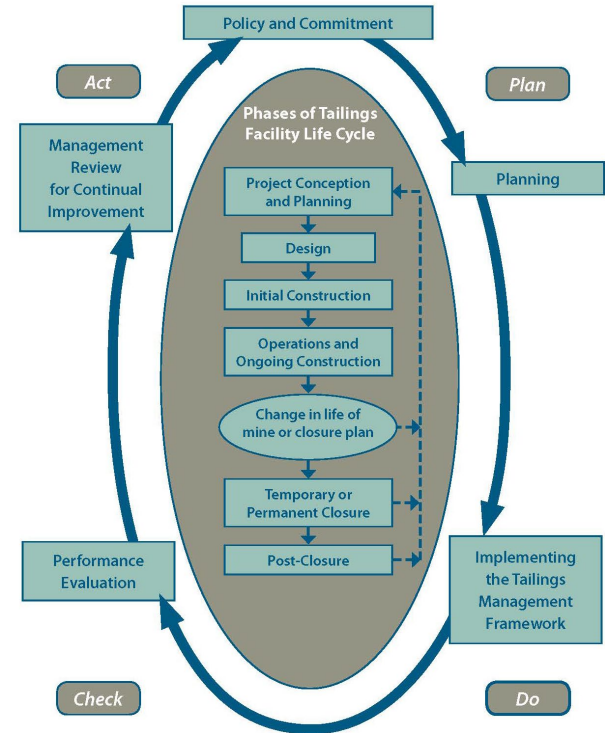 Policy and Commitment
Act
Plan
Phases of Tailings
Facility Life Cycle
Management
Review
for Continual
Improvement
Planning
Project Conception
and Planning
Design
Initial Construction
Operations and
Ongoing Construction
Change in life of
mine or closure plan
Temporary or
Permanent Closure
Post-Closure
Performance
Evaluation
Implementing
the Tailings
Management
Framework
Check
Do